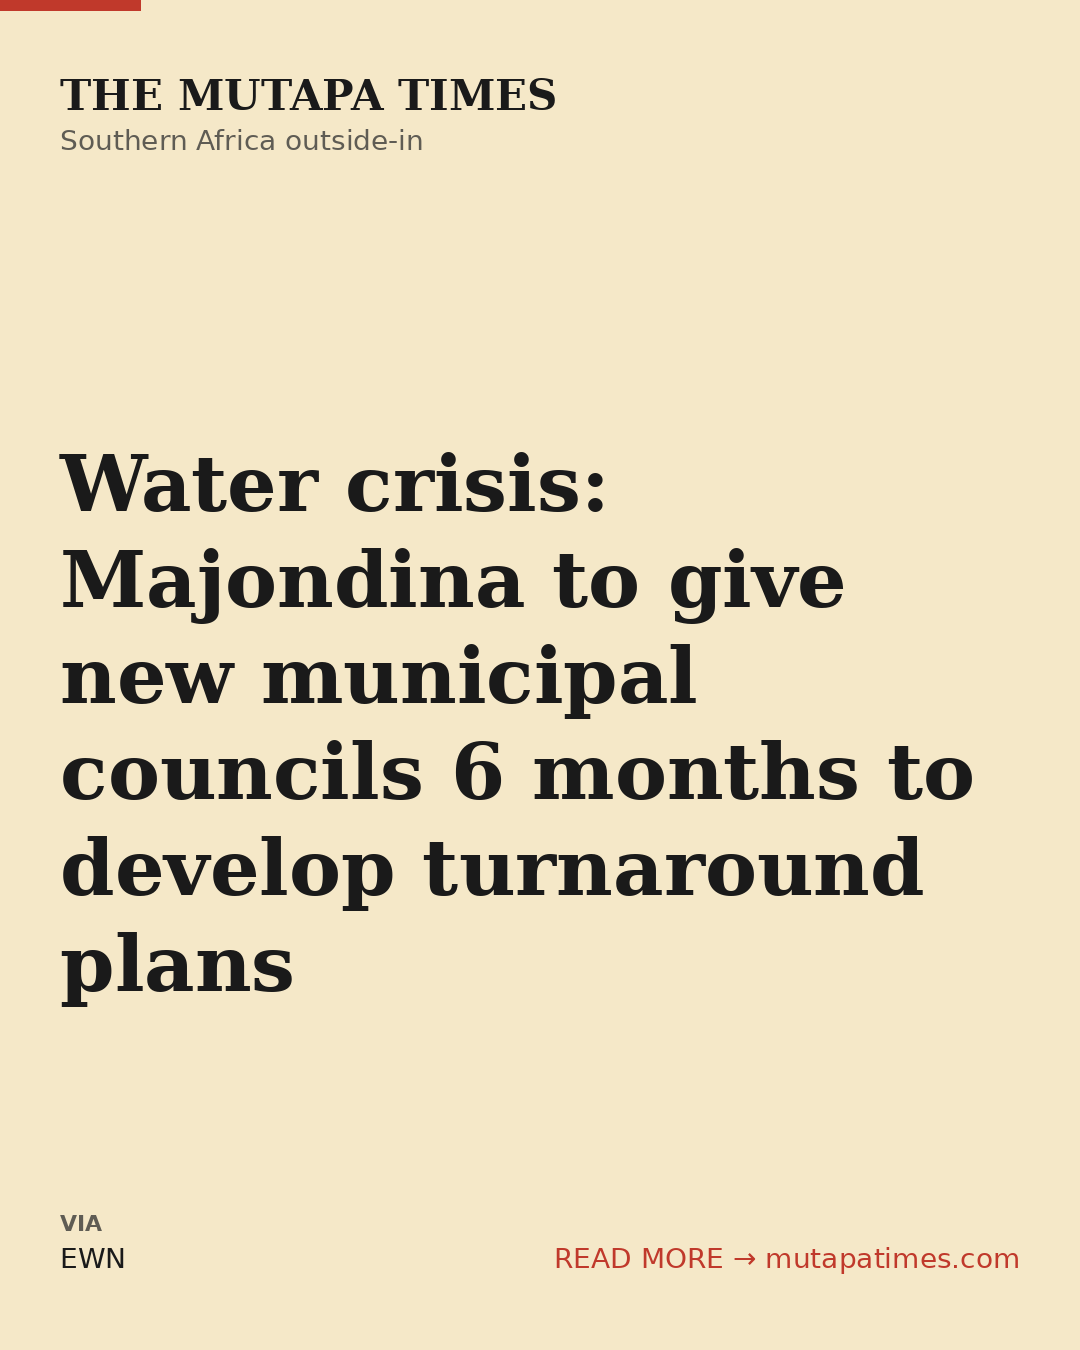 THE MUTAPA TIMES
Southern Africa outside-in
Water crisis:
Majondina to give
new municipal
councils 6 months to
develop turnaround
plans
VIA
EWN
READ MORE → mutapatimes.com